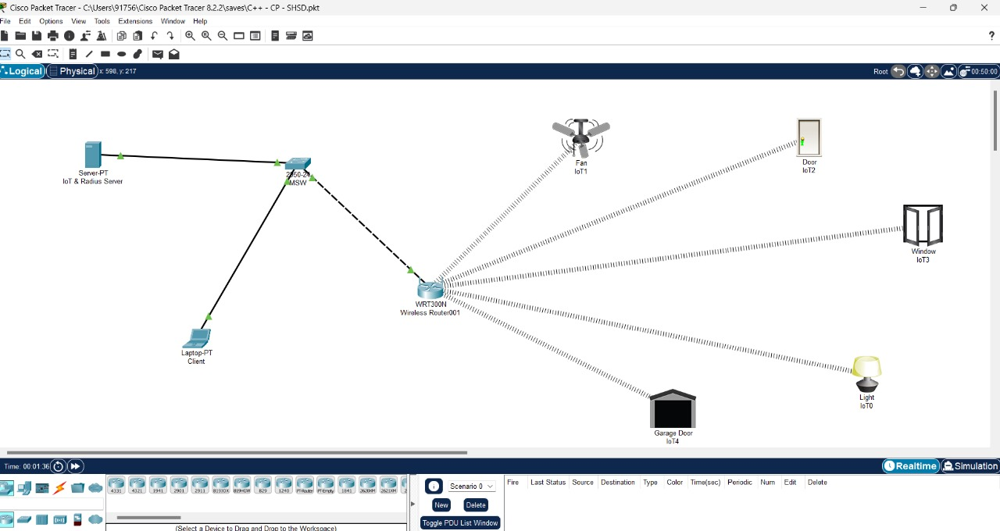 Cisco Packet Tracer - C:\Users\91756\Cisco Packet Tracer 8.2.2\saves\C++ - CP - SHSD.pkt
File Edit Options View Tools Extensions Window Help
?
Logical Physical x: 598, y: 217 Root 00:50:00
Server-PT
IoT & Radius Server
MSW
Fan
IoT1
Door
IoT2
Window
IoT3
WRT300N
Wireless Router001
Laptop-PT
Client
Light
IoT0
Garage Door
IoT4
Time: 00:01:36 Realtime Simulation
4331 4321 1941 2901 2911 819IOX 819HGW 829 1240 PT-Router PT-Empty 1841 2620XM 2621XM
Scenario 0
New Delete
Toggle PDU List Window
Fire Last Status Source Destination Type Color Time(sec) Periodic Num Edit Delete
(Select a Device to Drag and Drop to the Workspace)